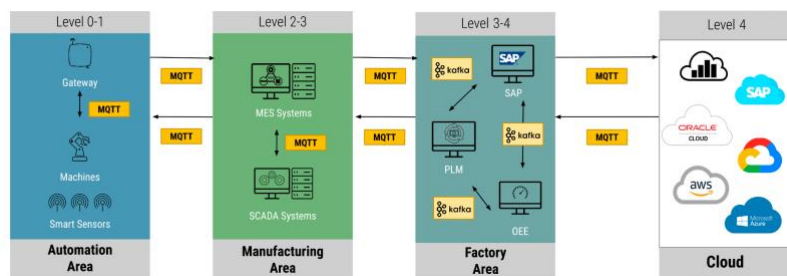 Level 0-1
Gateway
MQTT
Machines
Smart Sensors
Automation
Area
MQTT
MQTT
Level 2-3
MES Systems
MQTT
SCADA Systems
Manufacturing
Area
MQTT
MQTT
Level 3-4
kafka
SAP
SAP
kafka
PLM
kafka
OEE
Factory
Area
MQTT
MQTT
Level 4
SAP
ORACLE
CLOUD
aws
Microsoft
Azure
Cloud